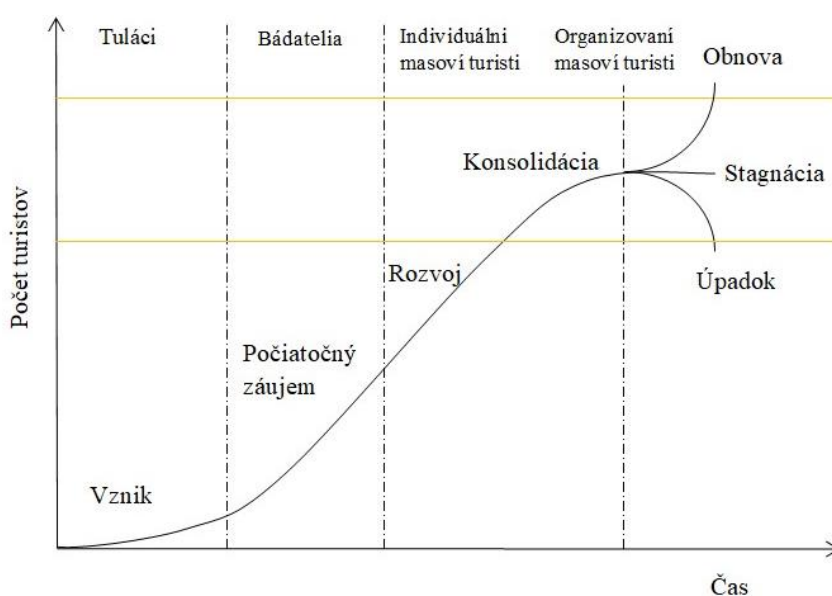 Tuláci
Bádatelia
Individuálni
masoví turisti
Organizovaní
masoví turisti
Obnova
Konsolidácia
Stagnácia
Rozvoj
Úpadok
Počiatočný
záujem
Vznik
Počet turistov
Čas